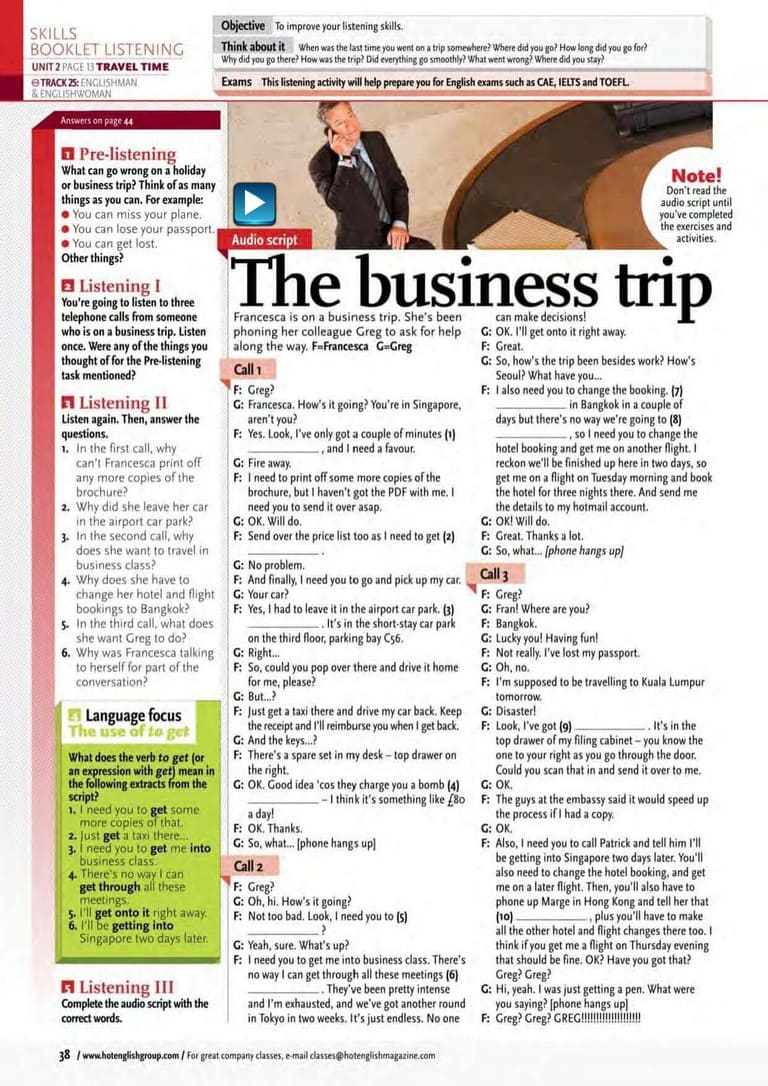 SKILLS
BOOKLET LISTENING
UNIT 2 PAGE 13 TRAVEL TIME
TRACK 25: ENGLISHMAN
& ENGLISHWOMAN
Objective To improve your listening skills.
Think about it When was the last time you went on a trip somewhere? Where did you go? How long did you go for?
Why did you go there? How was the trip? Did everything go smoothly? What went wrong? Where did you stay?
Exams This listening activity will help prepare you for English exams such as CAE, IELTS and TOEFL.
Answers on page 44
1 Pre-listening
What can go wrong on a holiday
or business trip? Think of as many
things as you can. For example:
● You can miss your plane.
● You can lose your passport.
● You can get lost.
Other things?
2 Listening I
You're going to listen to three
telephone calls from someone
who is on a business trip. Listen
once. Were any of the things you
thought of for the Pre-listening
task mentioned?
3 Listening II
Listen again. Then, answer the
questions.
1. In the first call, why
can't Francesca print off
any more copies of the
brochure?
2. Why did she leave her car
in the airport car park?
3. In the second call, why
does she want to travel in
business class?
4. Why does she have to
change her hotel and flight
bookings to Bangkok?
5. In the third call, what does
she want Greg to do?
6. Why was Francesca talking
to herself for part of the
conversation?
4 Language focus
The use of to get
What does the verb to get (or
an expression with get) mean in
the following extracts from the
script?
1. I need you to get some
more copies of that.
2. Just get a taxi there...
3. I need you to get me into
business class.
4. There's no way I can
get through all these
meetings.
5. I'll get onto it right away.
6. I'll be getting into
Singapore two days later.
5 Listening III
Complete the audio script with the
correct words.
Note!
Don't read the
audio script until
you've completed
the exercises and
activities.
Audio script
The business trip
Francesca is on a business trip. She's been
phoning her colleague Greg to ask for help
along the way. F=Francesca G=Greg
Call 1
F: Greg?
G: Francesca. How's it going? You're in Singapore,
aren't you?
F: Yes. Look, I've only got a couple of minutes (1)
____________, and I need a favour.
G: Fire away.
F: I need to print off some more copies of the
brochure, but I haven't got the PDF with me. I
need you to send it over asap.
G: OK. Will do.
F: Send over the price list too as I need to get (2)
____________.
G: No problem.
F: And finally, I need you to go and pick up my car.
G: Your car?
F: Yes, I had to leave it in the airport car park. (3)
____________. It's in the short-stay car park
on the third floor, parking bay C56.
G: Right...
F: So, could you pop over there and drive it home
for me, please?
G: But...?
F: Just get a taxi there and drive my car back. Keep
the receipt and I'll reimburse you when I get back.
G: And the keys...?
F: There's a spare set in my desk – top drawer on
the right.
G: OK. Good idea 'cos they charge you a bomb (4)
____________ – I think it's something like £80
a day!
F: OK. Thanks.
G: So, what... [phone hangs up]
Call 2
F: Greg?
G: Oh, hi. How's it going?
F: Not too bad. Look, I need you to (5)
____________?
G: Yeah, sure. What's up?
F: I need you to get me into business class. There's
no way I can get through all these meetings (6)
____________. They've been pretty intense
and I'm exhausted, and we've got another round
in Tokyo in two weeks. It's just endless. No one
can make decisions!
G: OK. I'll get onto it right away.
F: Great.
G: So, how's the trip been besides work? How's
Seoul? What have you...
F: I also need you to change the booking. (7)
____________ in Bangkok in a couple of
days but there's no way we're going to (8)
____________, so I need you to change the
hotel booking and get me on another flight. I
reckon we'll be finished up here in two days, so
get me on a flight on Tuesday morning and book
the hotel for three nights there. And send me
the details to my hotmail account.
G: OK! Will do.
F: Great. Thanks a lot.
G: So, what... [phone hangs up]
Call 3
F: Greg?
G: Fran! Where are you?
F: Bangkok.
G: Lucky you! Having fun!
F: Not really. I've lost my passport.
G: Oh, no.
F: I'm supposed to be travelling to Kuala Lumpur
tomorrow.
G: Disaster!
F: Look, I've got (9) ____________. It's in the
top drawer of my filing cabinet – you know the
one to your right as you go through the door.
Could you scan that in and send it over to me.
G: OK.
F: The guys at the embassy said it would speed up
the process if I had a copy.
G: OK.
F: Also, I need you to call Patrick and tell him I'll
be getting into Singapore two days later. You'll
also need to change the hotel booking, and get
me on a later flight. Then, you'll also have to
phone up Marge in Hong Kong and tell her that
(10) ____________, plus you'll have to make
all the other hotel and flight changes there too. I
think if you get me a flight on Thursday evening
that should be fine. OK? Have you got that?
Greg? Greg?
G: Hi, yeah. I was just getting a pen. What were
you saying? [phone hangs up]
F: Greg? Greg? GREG!!!!!!!!!!!!!!!!!!!!
38 / www.hotenglishgroup.com / For great company classes, e-mail classes@hotenglishmagazine.com